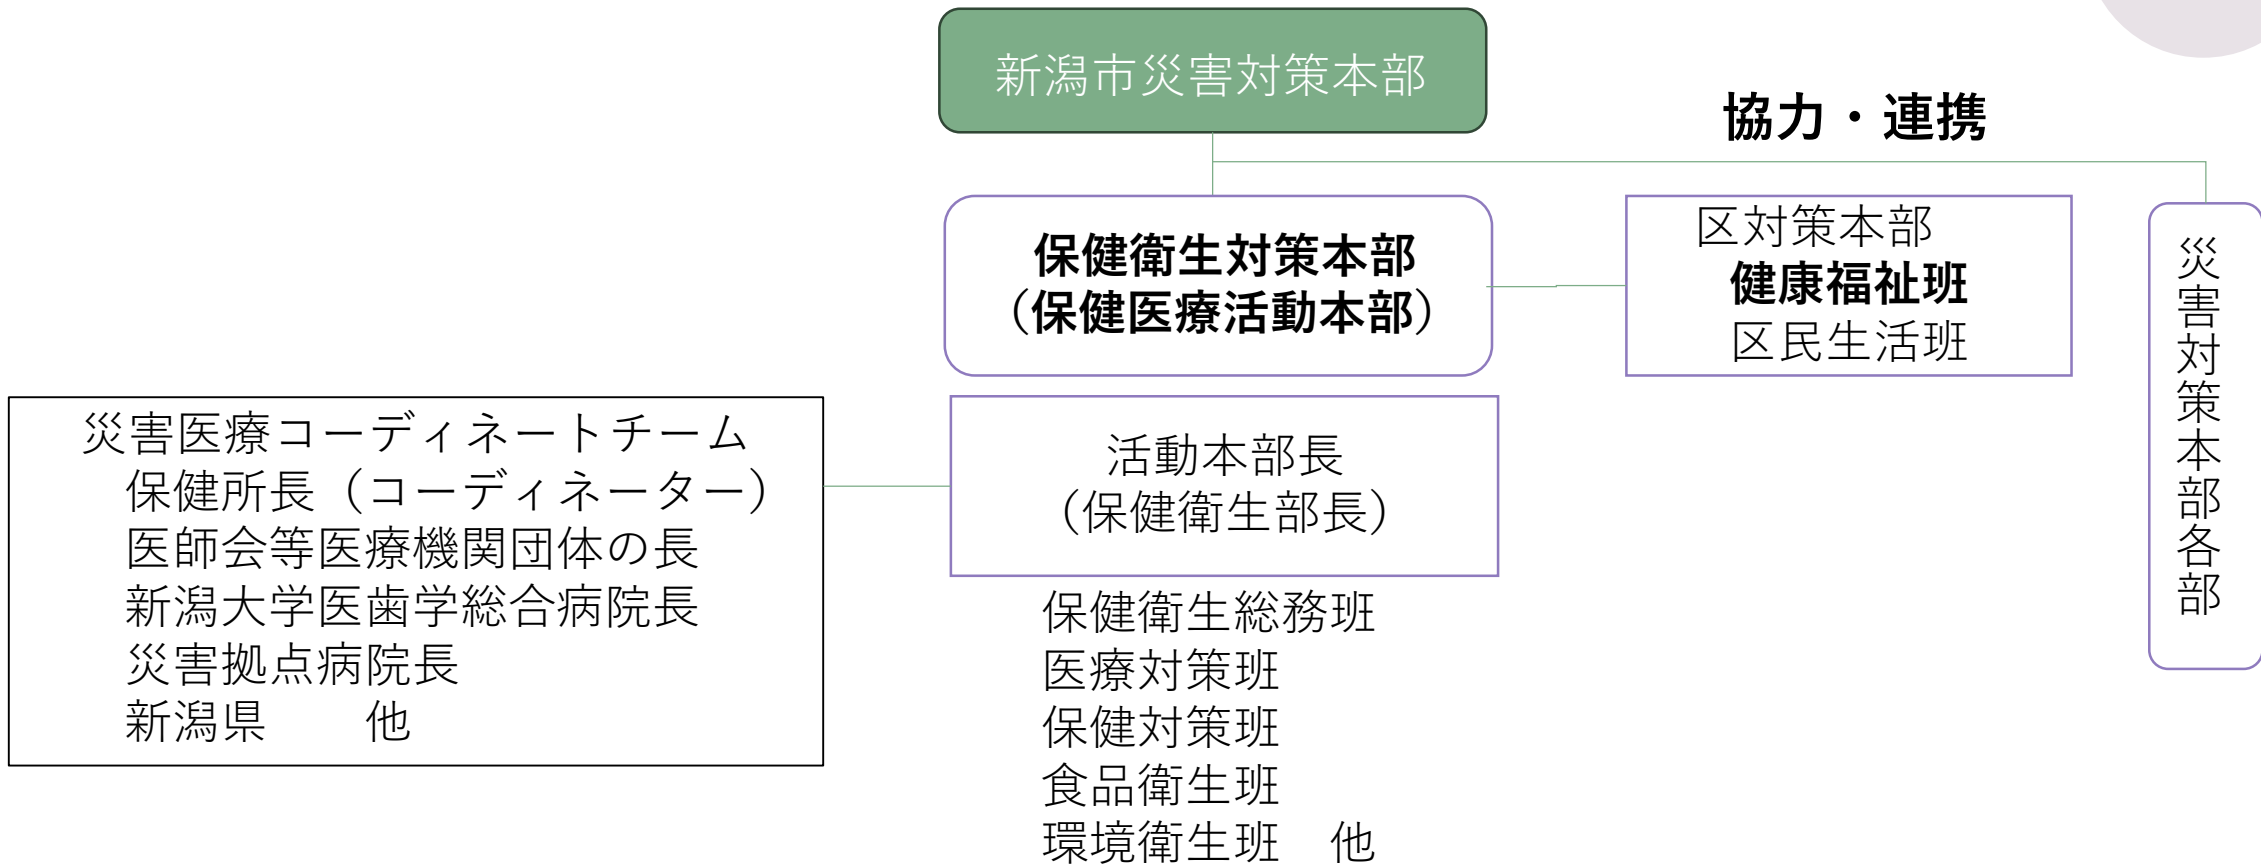 新潟市災害対策本部
協力・連携
保健衛生対策本部
（保健医療活動本部）
区対策本部
健康福祉班
区民生活班
災害対策本部各部
災害医療コーディネートチーム
保健所長（コーディネーター）
医師会等医療機関団体の長
新潟大学医歯学総合病院長
災害拠点病院長
新潟県　　他
活動本部長
（保健衛生部長）
保健衛生総務班
医療対策班
保健対策班
食品衛生班
環境衛生班　他